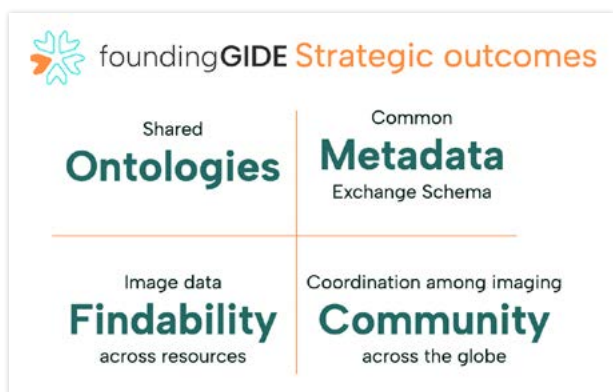 foundingGIDE Strategic outcomes
Shared
Ontologies
Common
Metadata
Exchange Schema
Image data
Findability
across resources
Coordination among imaging
Community
across the globe